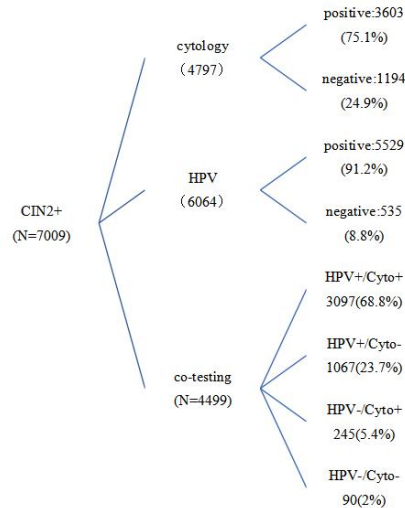 CIN2+
(N=7009)
cytology
（4797）
positive:3603
(75.1%)
negative:1194
(24.9%)
HPV
(6064）
positive:5529
(91.2%)
negative:535
(8.8%)
co-testing
(N=4499)
HPV+/Cyto+
3097(68.8%)
HPV+/Cyto-
1067(23.7%)
HPV-/Cyto+
245(5.4%)
HPV-/Cyto-
90(2%)